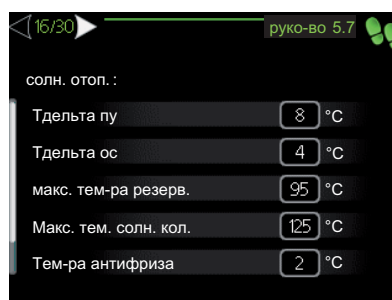 16/30 руко-во 5.7
солн. отоп. :
Тдельта пу 8 °C
Тдельта ос 4 °C
макс. тем-ра резерв. 95 °C
Макс. тем. солн. кол. 125 °C
Тем-ра антифриза 2 °C